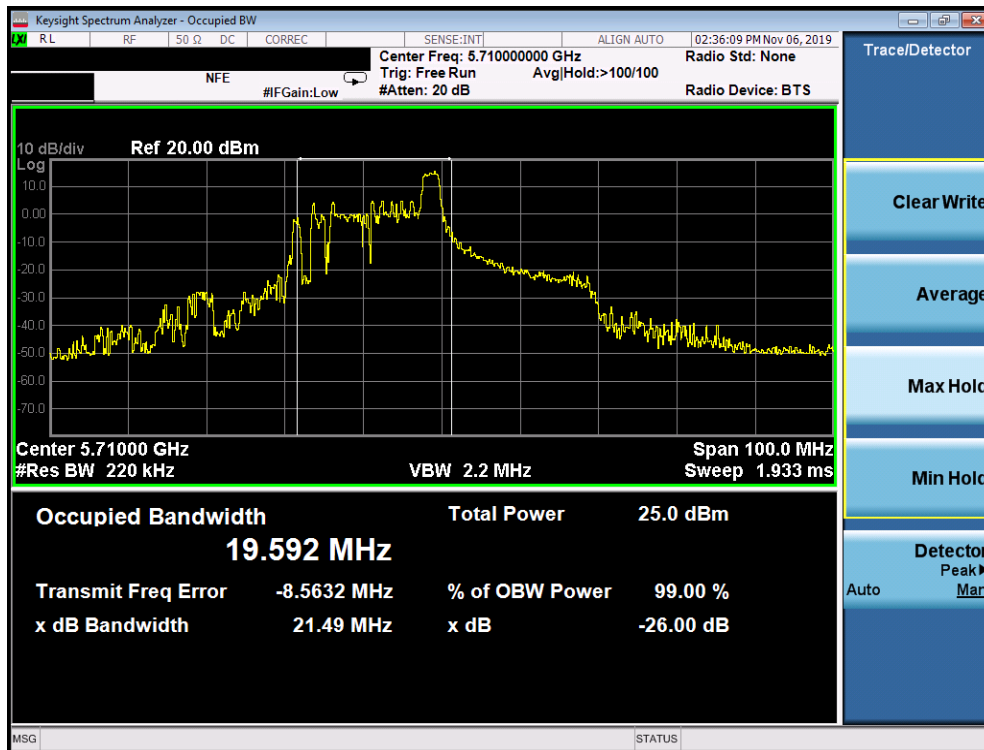 Keysight Spectrum Analyzer - Occupied BW
LXI RL RF 50 Ω DC CORREC SENSE:INT ALIGN AUTO 02:36:09 PM Nov 06, 2019
Center Freq: 5.710000000 GHz Radio Std: None
NFE Trig: Free Run Avg|Hold:>100/100
#IFGain:Low #Atten: 20 dB Radio Device: BTS
Trace/Detector
10 dB/div Ref 20.00 dBm
Log
10.0
0.00
-10.0
-20.0
-30.0
-40.0
-50.0
-60.0
-70.0
Center 5.71000 GHz Span 100.0 MHz
#Res BW 220 kHz VBW 2.2 MHz Sweep 1.933 ms
Occupied Bandwidth Total Power 25.0 dBm
19.592 MHz
Transmit Freq Error -8.5632 MHz % of OBW Power 99.00 %
x dB Bandwidth 21.49 MHz x dB -26.00 dB
Clear Write
Average
Max Hold
Min Hold
Detector
Peak
Auto Man
MSG STATUS